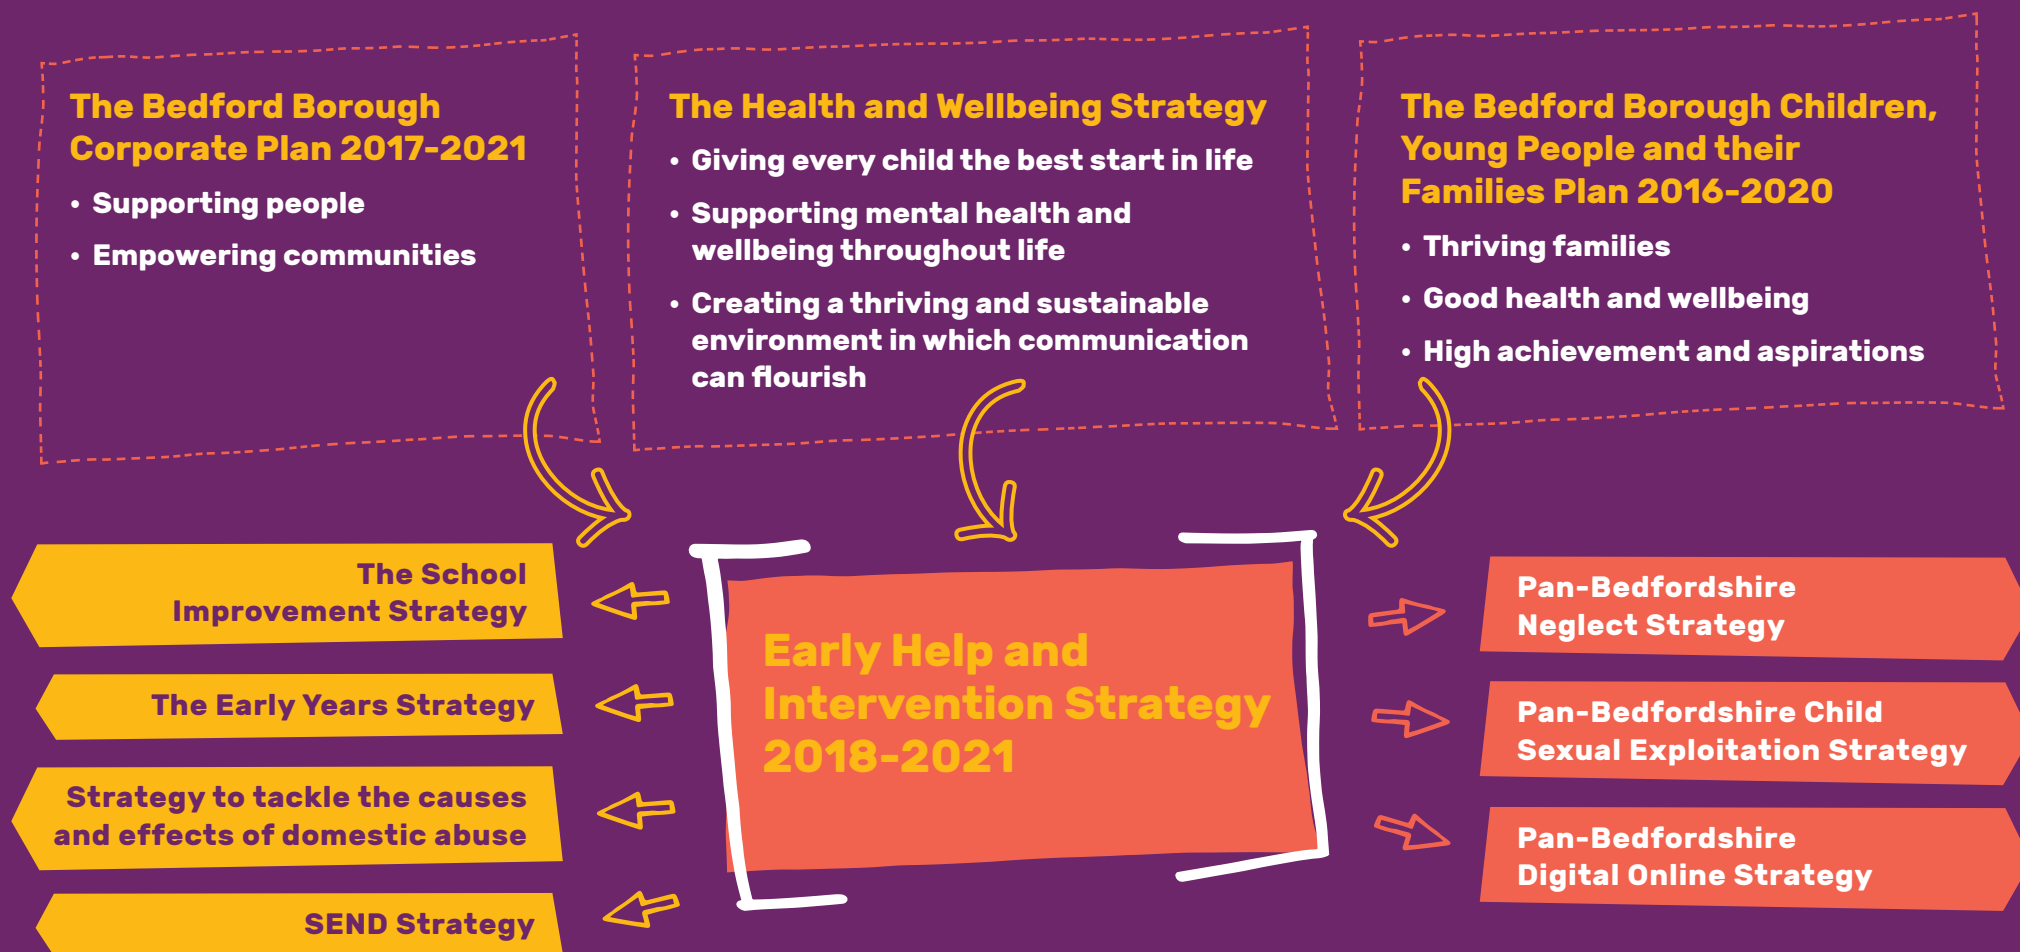 The Bedford Borough
Corporate Plan 2017-2021
• Supporting people
• Empowering communities
The Health and Wellbeing Strategy
• Giving every child the best start in life
• Supporting mental health and
wellbeing throughout life
• Creating a thriving and sustainable
environment in which communication
can flourish
The Bedford Borough Children,
Young People and their
Families Plan 2016-2020
• Thriving families
• Good health and wellbeing
• High achievement and aspirations
The School
Improvement Strategy
The Early Years Strategy
Strategy to tackle the causes
and effects of domestic abuse
SEND Strategy
Early Help and
Intervention Strategy
2018-2021
Pan-Bedfordshire
Neglect Strategy
Pan-Bedfordshire Child
Sexual Exploitation Strategy
Pan-Bedfordshire
Digital Online Strategy